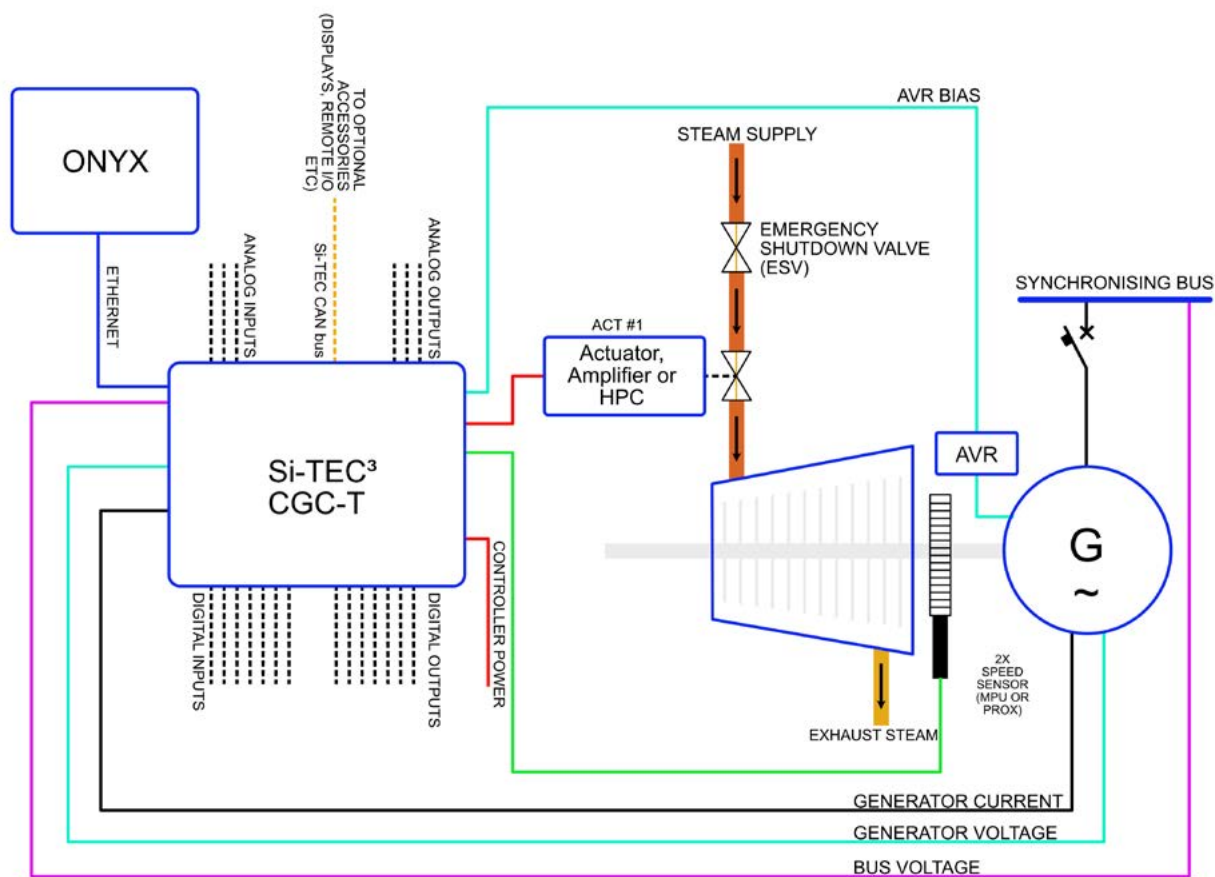 TO OPTIONAL
ACCESSORIES
(DISPLAYS, REMOTE I/O
ETC)
ONYX
ETHERNET
ANALOG INPUTS
Si-TEC CAN bus
ANALOG OUTPUTS
AVR BIAS
STEAM SUPPLY
EMERGENCY
SHUTDOWN VALVE
(ESV)
SYNCHRONISING BUS
ACT #1
Actuator,
Amplifier or
HPC
Si-TEC³
CGC-T
AVR
G
~
DIGITAL INPUTS
DIGITAL OUTPUTS
CONTROLLER POWER
2X
SPEED
SENSOR
(MPU OR
PROX)
EXHAUST STEAM
GENERATOR CURRENT
GENERATOR VOLTAGE
BUS VOLTAGE